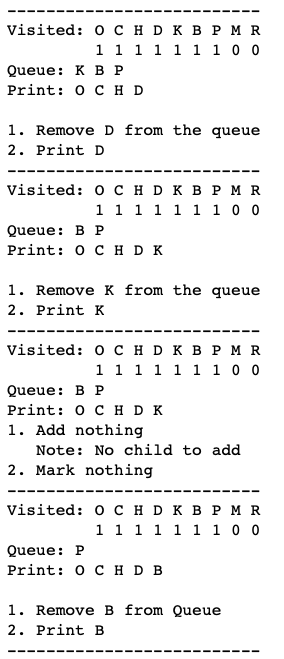 --------------------------
Visited: O C H D K B P M R
         1 1 1 1 1 1 1 0 0
Queue: K B P
Print: O C H D

1. Remove D from the queue
2. Print D
--------------------------
Visited: O C H D K B P M R
         1 1 1 1 1 1 1 0 0
Queue: B P
Print: O C H D K

1. Remove K from the queue
2. Print K
--------------------------
Visited: O C H D K B P M R
         1 1 1 1 1 1 1 0 0
Queue: B P
Print: O C H D K
1. Add nothing
   Note: No child to add
2. Mark nothing
--------------------------
Visited: O C H D K B P M R
         1 1 1 1 1 1 1 0 0
Queue: P
Print: O C H D B

1. Remove B from Queue
2. Print B
--------------------------